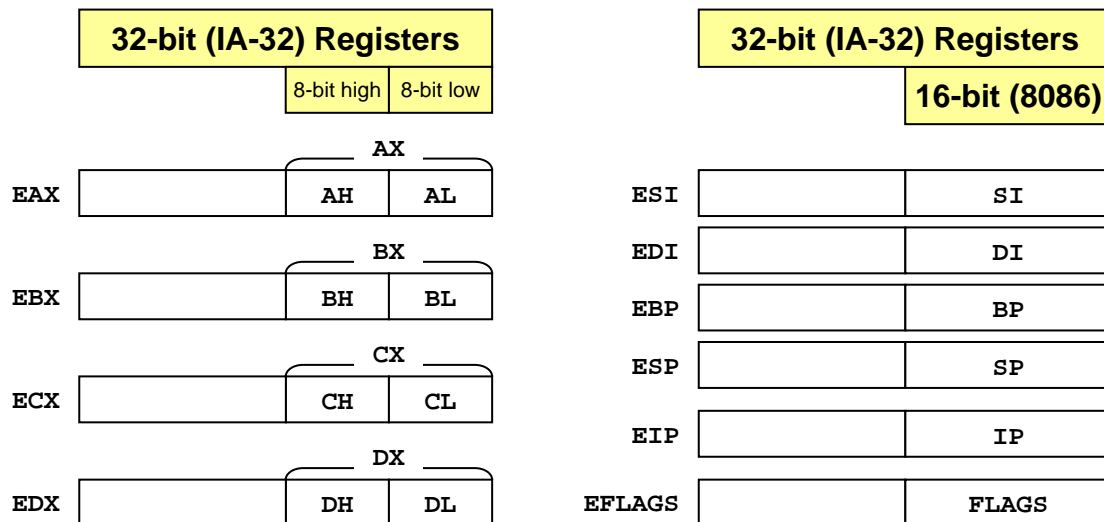 32-bit (IA-32) Registers
8-bit high 8-bit low
AX
EAX AH AL
BX
EBX BH BL
CX
ECX CH CL
DX
EDX DH DL
32-bit (IA-32) Registers
16-bit (8086)
ESI SI
EDI DI
EBP BP
ESP SP
EIP IP
EFLAGS FLAGS